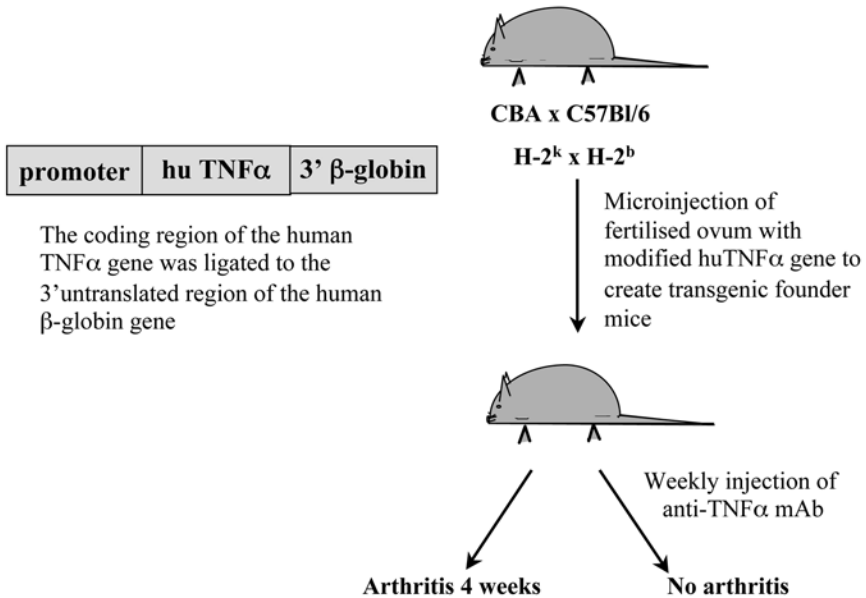 CBA x C57Bl/6
H-2ᵏ x H-2ᵇ
promoter hu TNFα 3’ β-globin
The coding region of the human
TNFα gene was ligated to the
3’untranslated region of the human
β-globin gene
Microinjection of
fertilised ovum with
modified huTNFα gene to
create transgenic founder
mice
Weekly injection of
anti-TNFα mAb
Arthritis 4 weeks
No arthritis